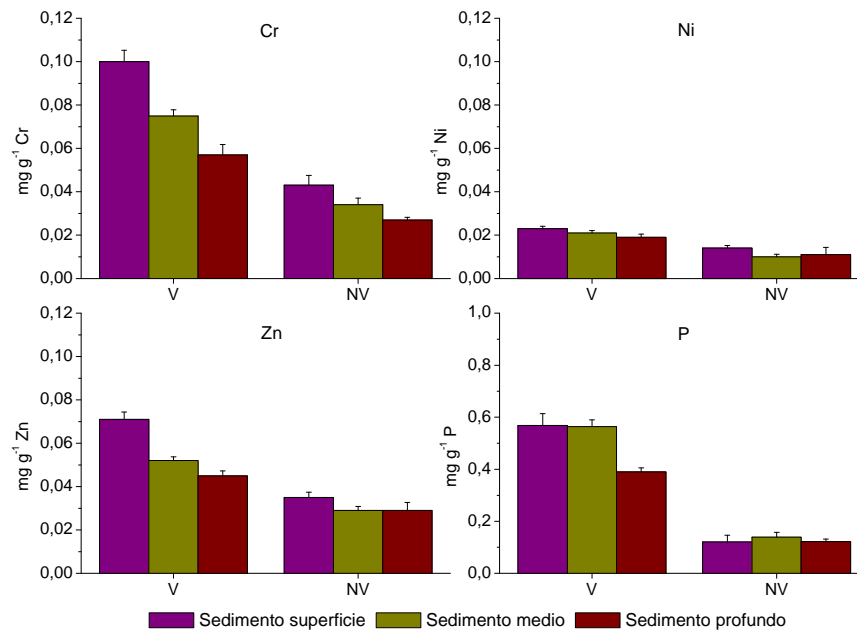 Cr
0,12
0,10
0,08
0,06
0,04
0,02
0,00
mg g⁻¹ Cr
V
NV
Ni
0,12
0,10
0,08
0,06
0,04
0,02
0,00
mg g⁻¹ Ni
V
NV
Zn
0,12
0,10
0,08
0,06
0,04
0,02
0,00
mg g⁻¹ Zn
V
NV
P
1,0
0,8
0,6
0,4
0,2
0,0
mg g⁻¹ P
V
NV
Sedimento superficie
Sedimento medio
Sedimento profundo